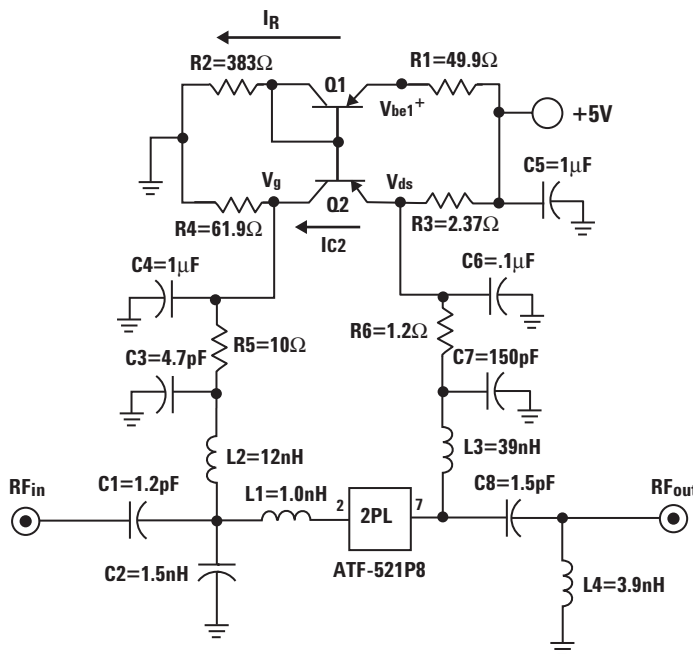 IR
R2=383Ω
R1=49.9Ω
Q1
Vbe1+
+5V
Vg
Vds
C5=1μF
Q2
R4=61.9Ω
R3=2.37Ω
IC2
C4=1μF
C6=.1μF
R5=10Ω
R6=1.2Ω
C3=4.7pF
C7=150pF
L2=12nH
L3=39nH
RFin
C1=1.2pF
L1=1.0nH
C8=1.5pF
RFout
2
2PL
7
C2=1.5nH
ATF-521P8
L4=3.9nH